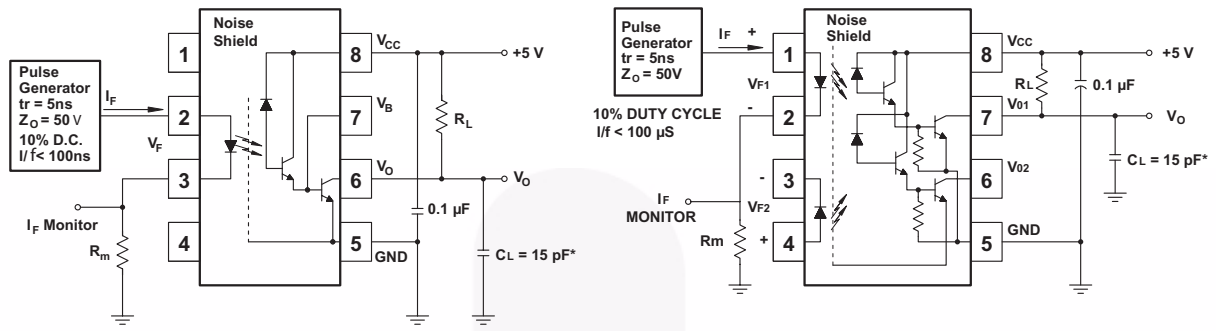 Noise
Shield
1
2
3
4
8
7
6
5
VCC
VB
VO
GND
+5 V
Pulse
Generator
tr = 5ns
ZO = 50 V
10% D.C.
I/f < 100ns
IF
VF
IF Monitor
Rm
RL
0.1 µF
VO
CL = 15 pF*
Noise
Shield
Pulse
Generator
tr = 5ns
ZO = 50V
IF +
VF1
-
10% DUTY CYCLE
I/f < 100 µS
1
2
3
4
-
VF2
+
IF
MONITOR
Rm
8
7
6
5
VCC
V01
V02
GND
+5 V
RL
0.1 µF
VO
CL = 15 pF*